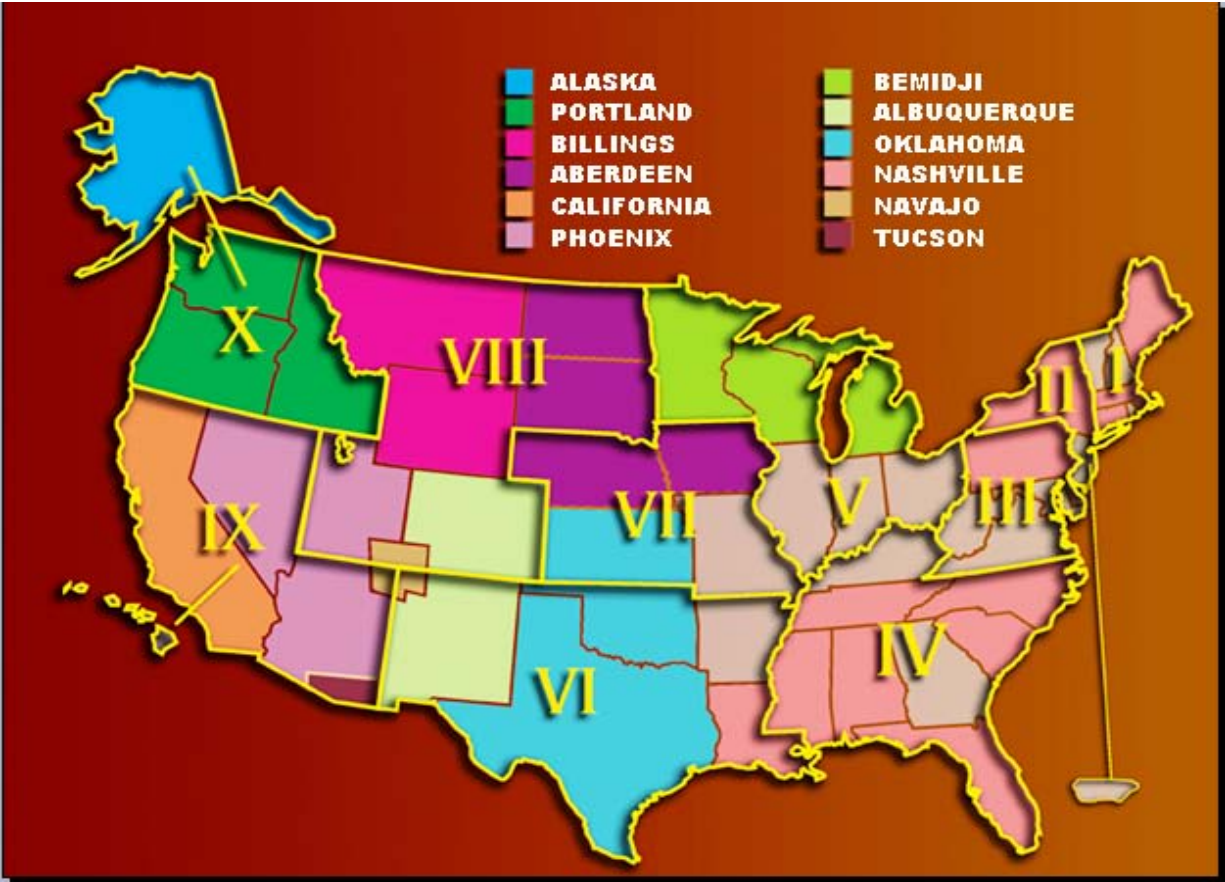 ALASKA
PORTLAND
BILLINGS
ABERDEEN
CALIFORNIA
PHOENIX
BEMIDJI
ALBUQUERQUE
OKLAHOMA
NASHVILLE
NAVAJO
TUCSON
X
VIII
I
II
IX
VII
V
III
IV
VI